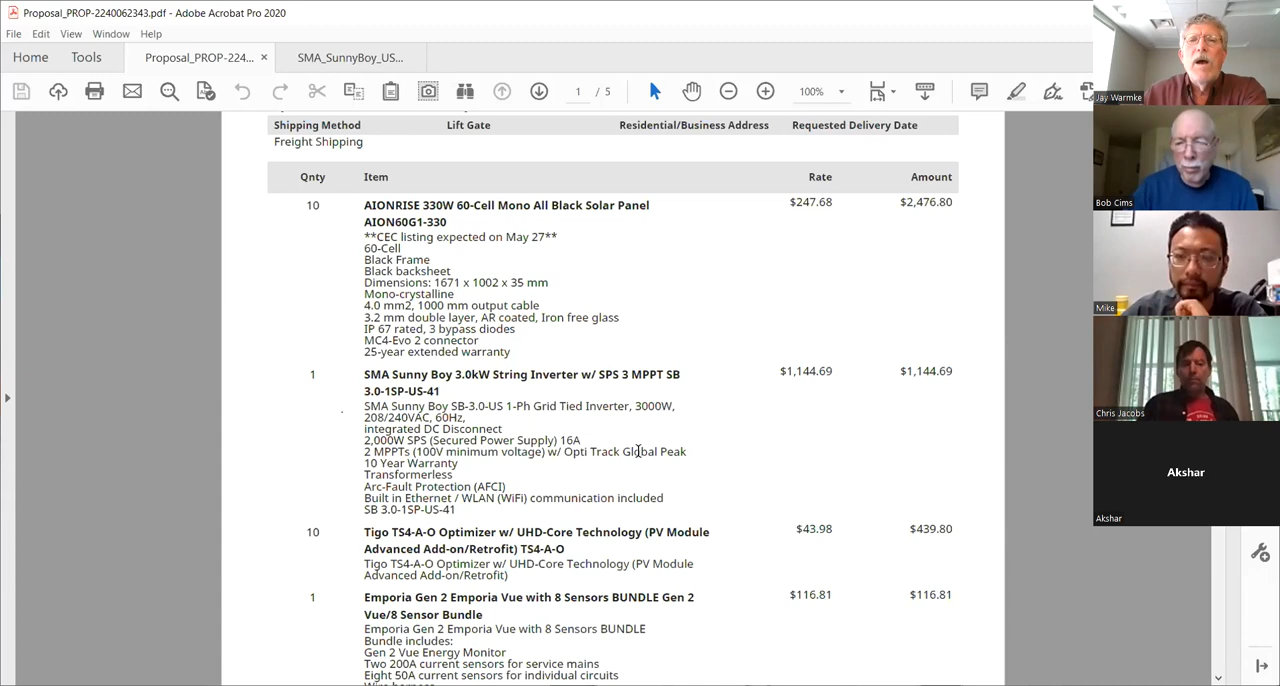 Proposal_PROP-2240062343.pdf - Adobe Acrobat Pro 2020
File Edit View Window Help
Home Tools Proposal_PROP-224... × SMA_SunnyBoy_US...
1 / 5 100%
Shipping Method Lift Gate Residential/Business Address Requested Delivery Date
Freight Shipping
Qnty Item Rate Amount
10 AIONRISE 330W 60-Cell Mono All Black Solar Panel $247.68 $2,476.80
AION60G1-330
**CEC listing expected on May 27**
60-Cell
Black Frame
Black backsheet
Dimensions: 1671 x 1002 x 35 mm
Mono-crystalline
4.0 mm2, 1000 mm output cable
3.2 mm double layer, AR coated, Iron free glass
IP 67 rated, 3 bypass diodes
MC4-Evo 2 connector
25-year extended warranty
1 SMA Sunny Boy 3.0kW String Inverter w/ SPS 3 MPPT SB $1,144.69 $1,144.69
3.0-1SP-US-41
SMA Sunny Boy SB-3.0-US 1-Ph Grid Tied Inverter, 3000W,
208/240VAC, 60Hz,
integrated DC Disconnect
2,000W SPS (Secured Power Supply) 16A
2 MPPTs (100V minimum voltage) w/ Opti Track Global Peak
10 Year Warranty
Transformerless
Arc-Fault Protection (AFCI)
Built in Ethernet / WLAN (WiFi) communication included
SB 3.0-1SP-US-41
10 Tigo TS4-A-O Optimizer w/ UHD-Core Technology (PV Module $43.98 $439.80
Advanced Add-on/Retrofit) TS4-A-O
Tigo TS4-A-O Optimizer w/ UHD-Core Technology (PV Module
Advanced Add-on/Retrofit)
1 Emporia Gen 2 Emporia Vue with 8 Sensors BUNDLE Gen 2 $116.81 $116.81
Vue/8 Sensor Bundle
Emporia Gen 2 Emporia Vue with 8 Sensors BUNDLE
Bundle includes:
Gen 2 Vue Energy Monitor
Two 200A current sensors for service mains
Eight 50A current sensors for individual circuits
Jay Warmke
Bob Cims
Mike
Chris Jacobs
Akshar
Akshar